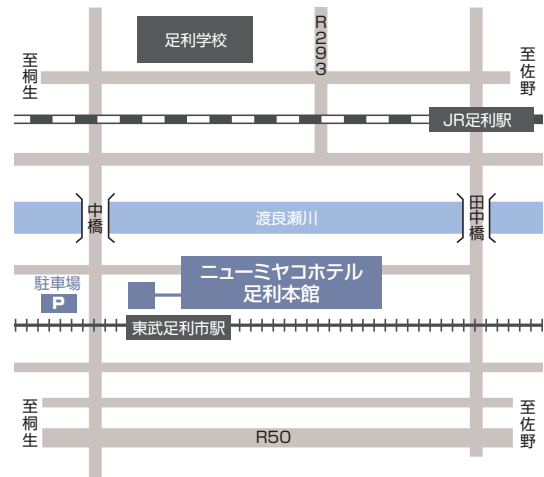 足利学校
R293
至桐生
至佐野
JR足利駅
中橋
渡良瀬川
田中橋
ニューミヤコホテル
足利本館
駐車場
P
東武足利市駅
至桐生
R50
至佐野